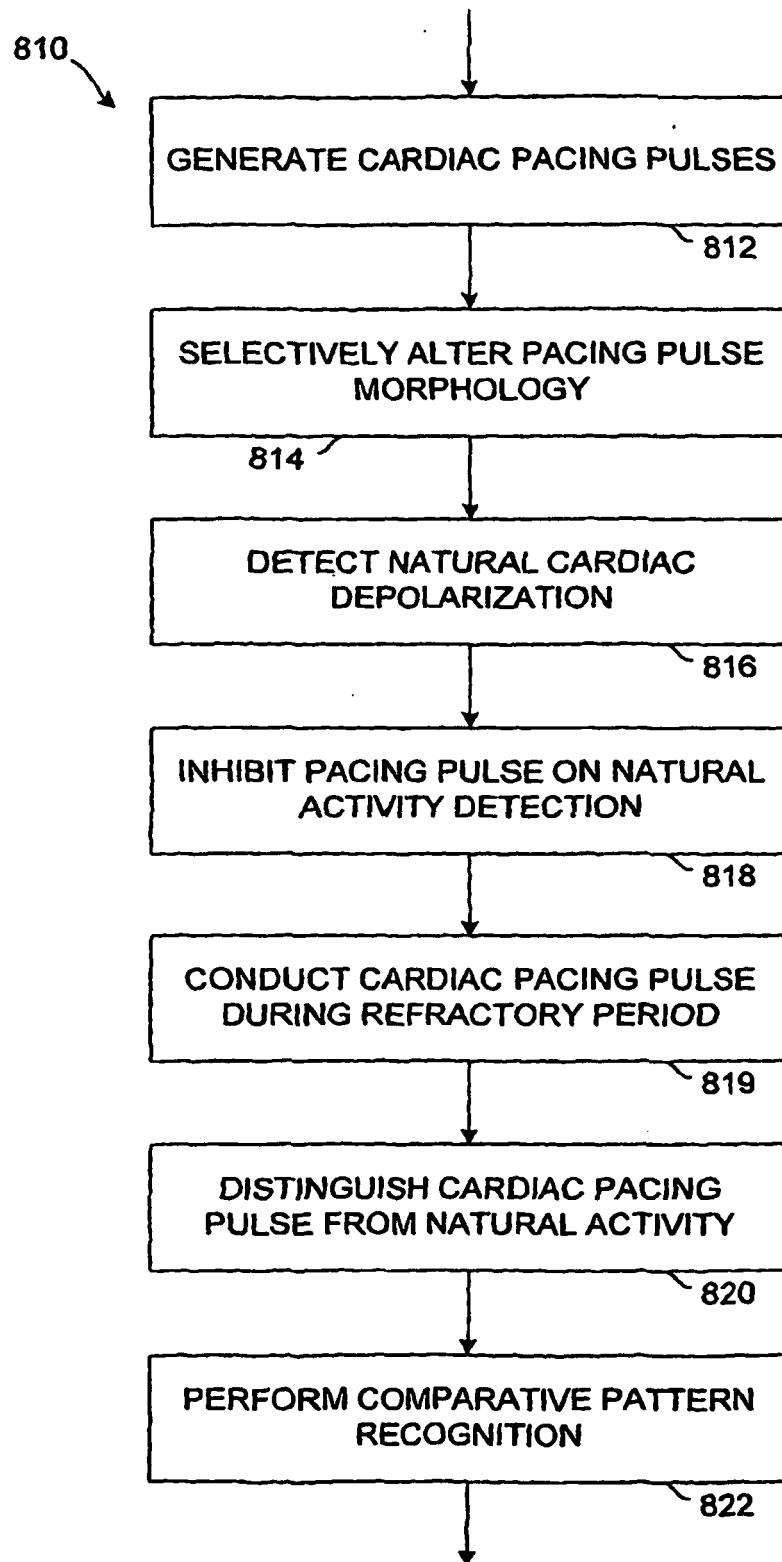 810
GENERATE CARDIAC PACING PULSES
812
SELECTIVELY ALTER PACING PULSE
MORPHOLOGY
814
DETECT NATURAL CARDIAC
DEPOLARIZATION
816
INHIBIT PACING PULSE ON NATURAL
ACTIVITY DETECTION
818
CONDUCT CARDIAC PACING PULSE
DURING REFRACTORY PERIOD
819
DISTINGUISH CARDIAC PACING
PULSE FROM NATURAL ACTIVITY
820
PERFORM COMPARATIVE PATTERN
RECOGNITION
822